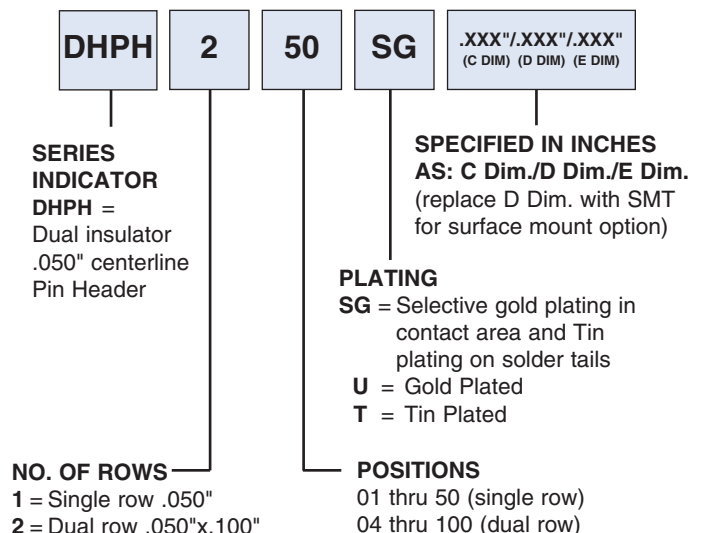 DHPH 2 50 SG .XXX"/.XXX"/.XXX"
(C DIM) (D DIM) (E DIM)
SERIES
INDICATOR
DHPH =
Dual insulator
.050" centerline
Pin Header
SPECIFIED IN INCHES
AS: C Dim./D Dim./E Dim.
(replace D Dim. with SMT
for surface mount option)
PLATING
SG = Selective gold plating in
contact area and Tin
plating on solder tails
U = Gold Plated
T = Tin Plated
NO. OF ROWS
1 = Single row .050"
2 = Dual row .050"x.100"
POSITIONS
01 thru 50 (single row)
04 thru 100 (dual row)